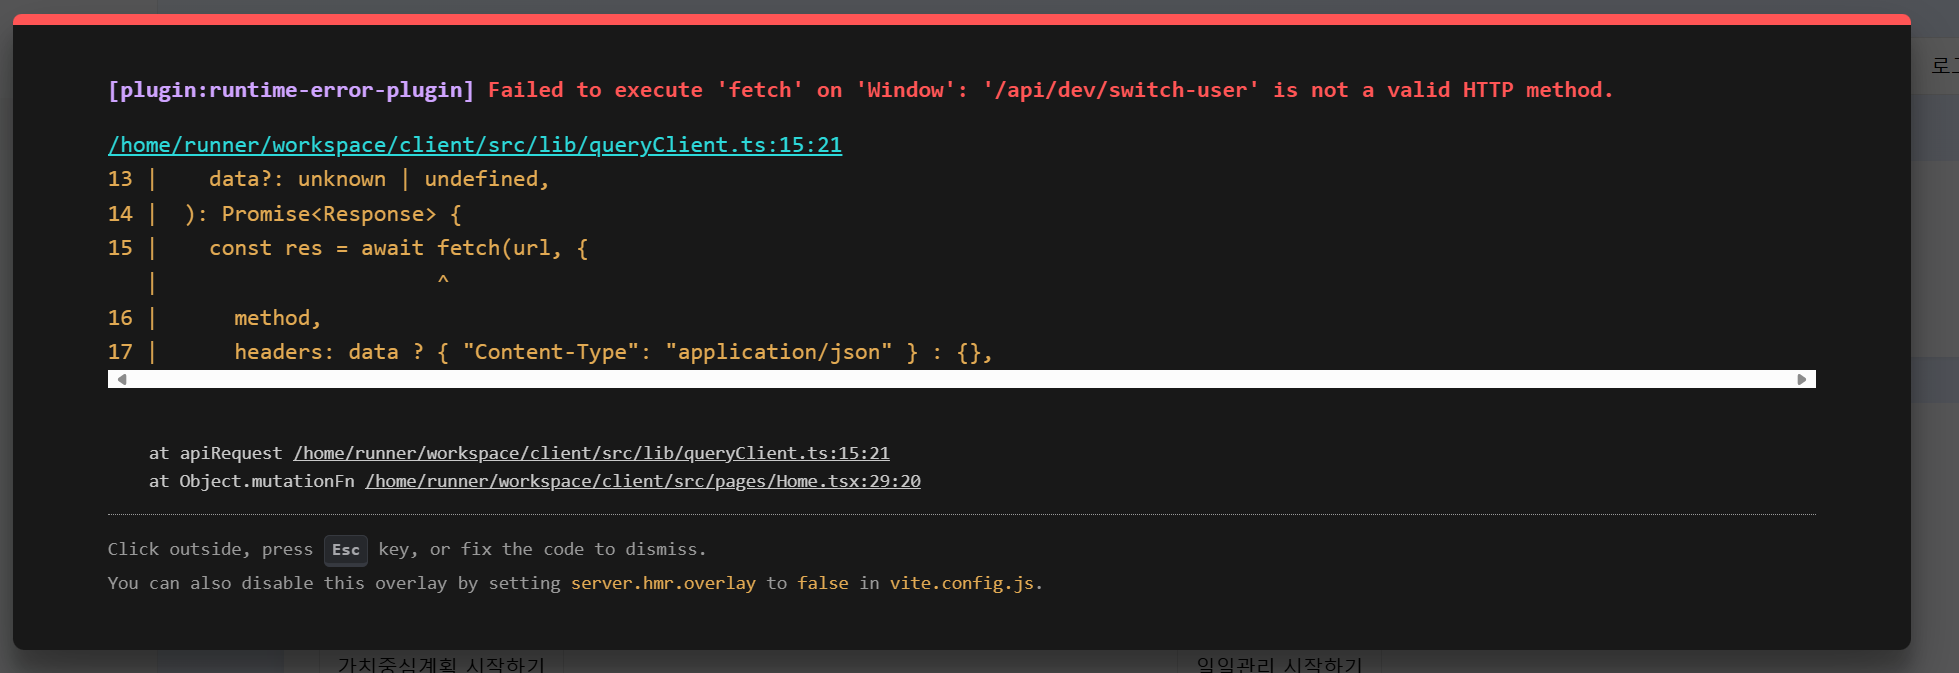 로그
[plugin:runtime-error-plugin] Failed to execute 'fetch' on 'Window': '/api/dev/switch-user' is not a valid HTTP method.
/home/runner/workspace/client/src/lib/queryClient.ts:15:21
13 |    data?: unknown | undefined,
14 |  ): Promise<Response> {
15 |    const res = await fetch(url, {
   |                      ^
16 |      method,
17 |      headers: data ? { "Content-Type": "application/json" } : {},
at apiRequest /home/runner/workspace/client/src/lib/queryClient.ts:15:21
at Object.mutationFn /home/runner/workspace/client/src/pages/Home.tsx:29:20
Click outside, press Esc key, or fix the code to dismiss.
You can also disable this overlay by setting server.hmr.overlay to false in vite.config.js.
가치중심계획 시작하기
일일관리 시작하기